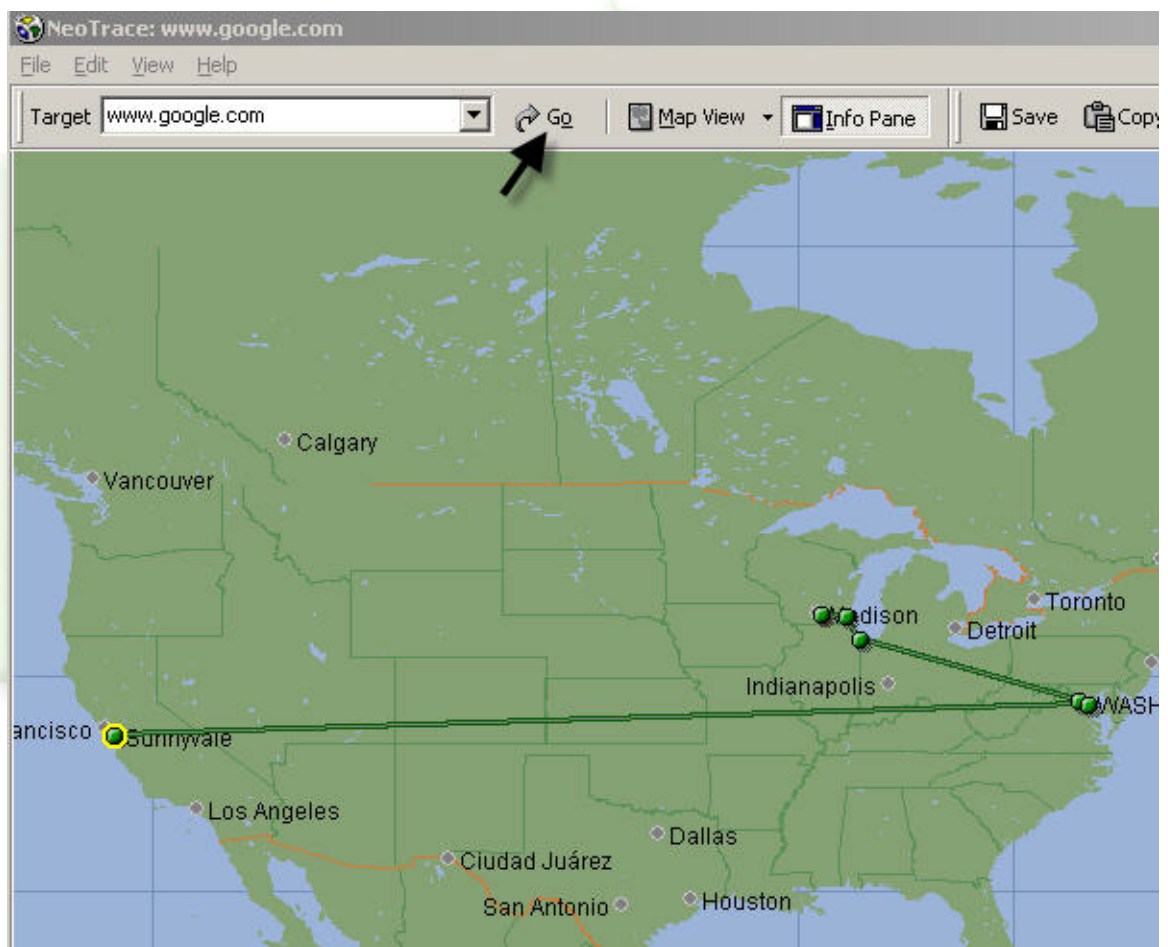 NeoTrace: www.google.com
File Edit View Help
Target www.google.com Go Map View Info Pane Save Copy
Calgary
Vancouver
Toronto
Madison
Detroit
Indianapolis
WASH
ancisco
Sunnyvale
Los Angeles
Dallas
Ciudad Juárez
San Antonio
Houston